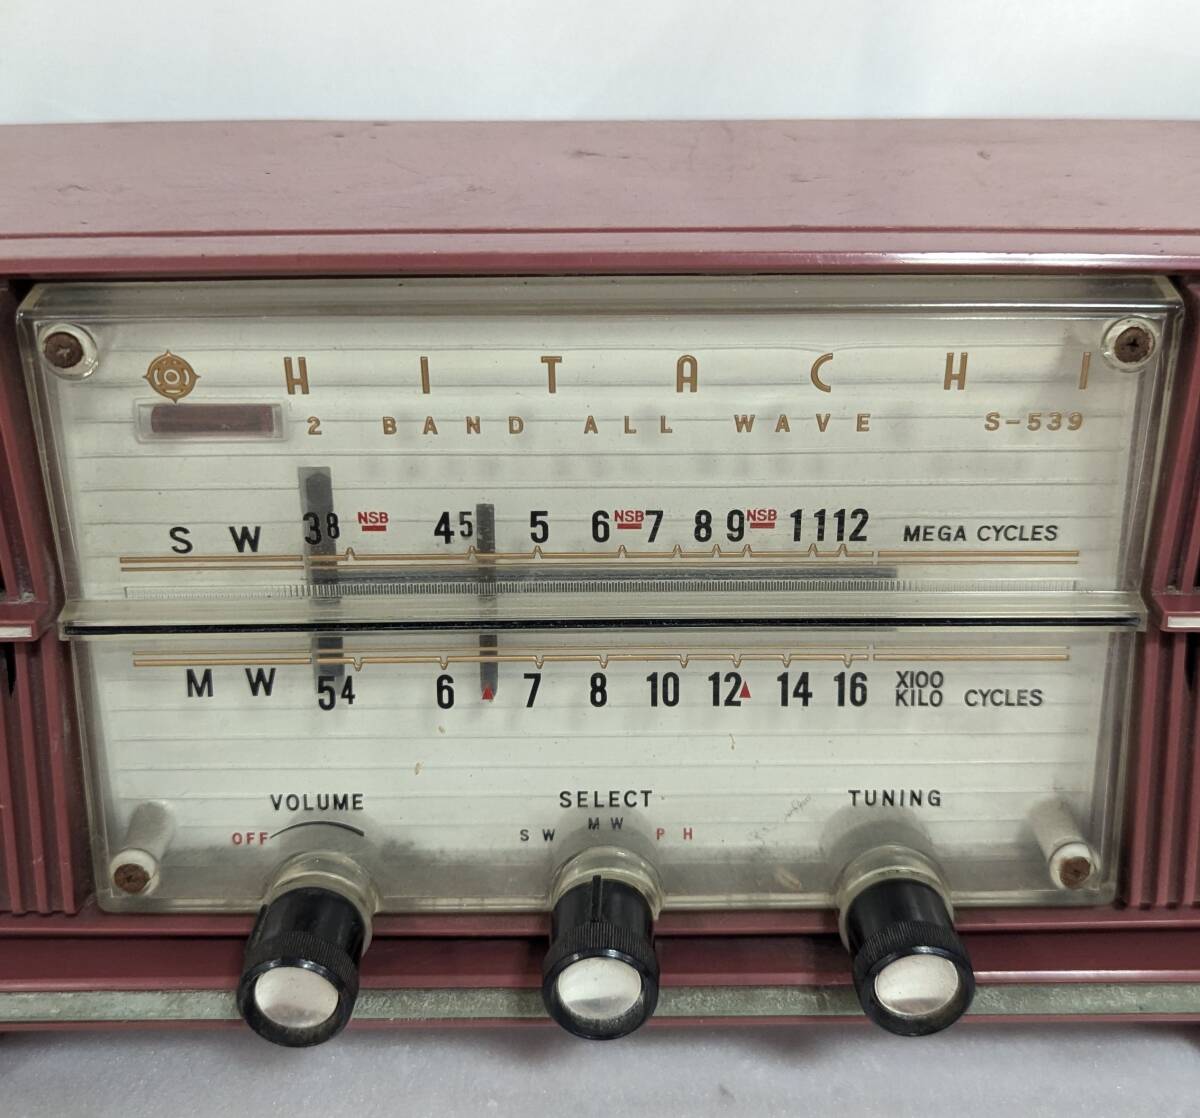 HITACHI
2 BAND ALL WAVE S-539
SW 38 NSB 45 5 6 NSB 7 8 9 NSB 11 12 MEGA CYCLES
MW 54 6 7 8 10 12 14 16 X100 KILO CYCLES
VOLUME SELECT TUNING
OFF SW MW PH